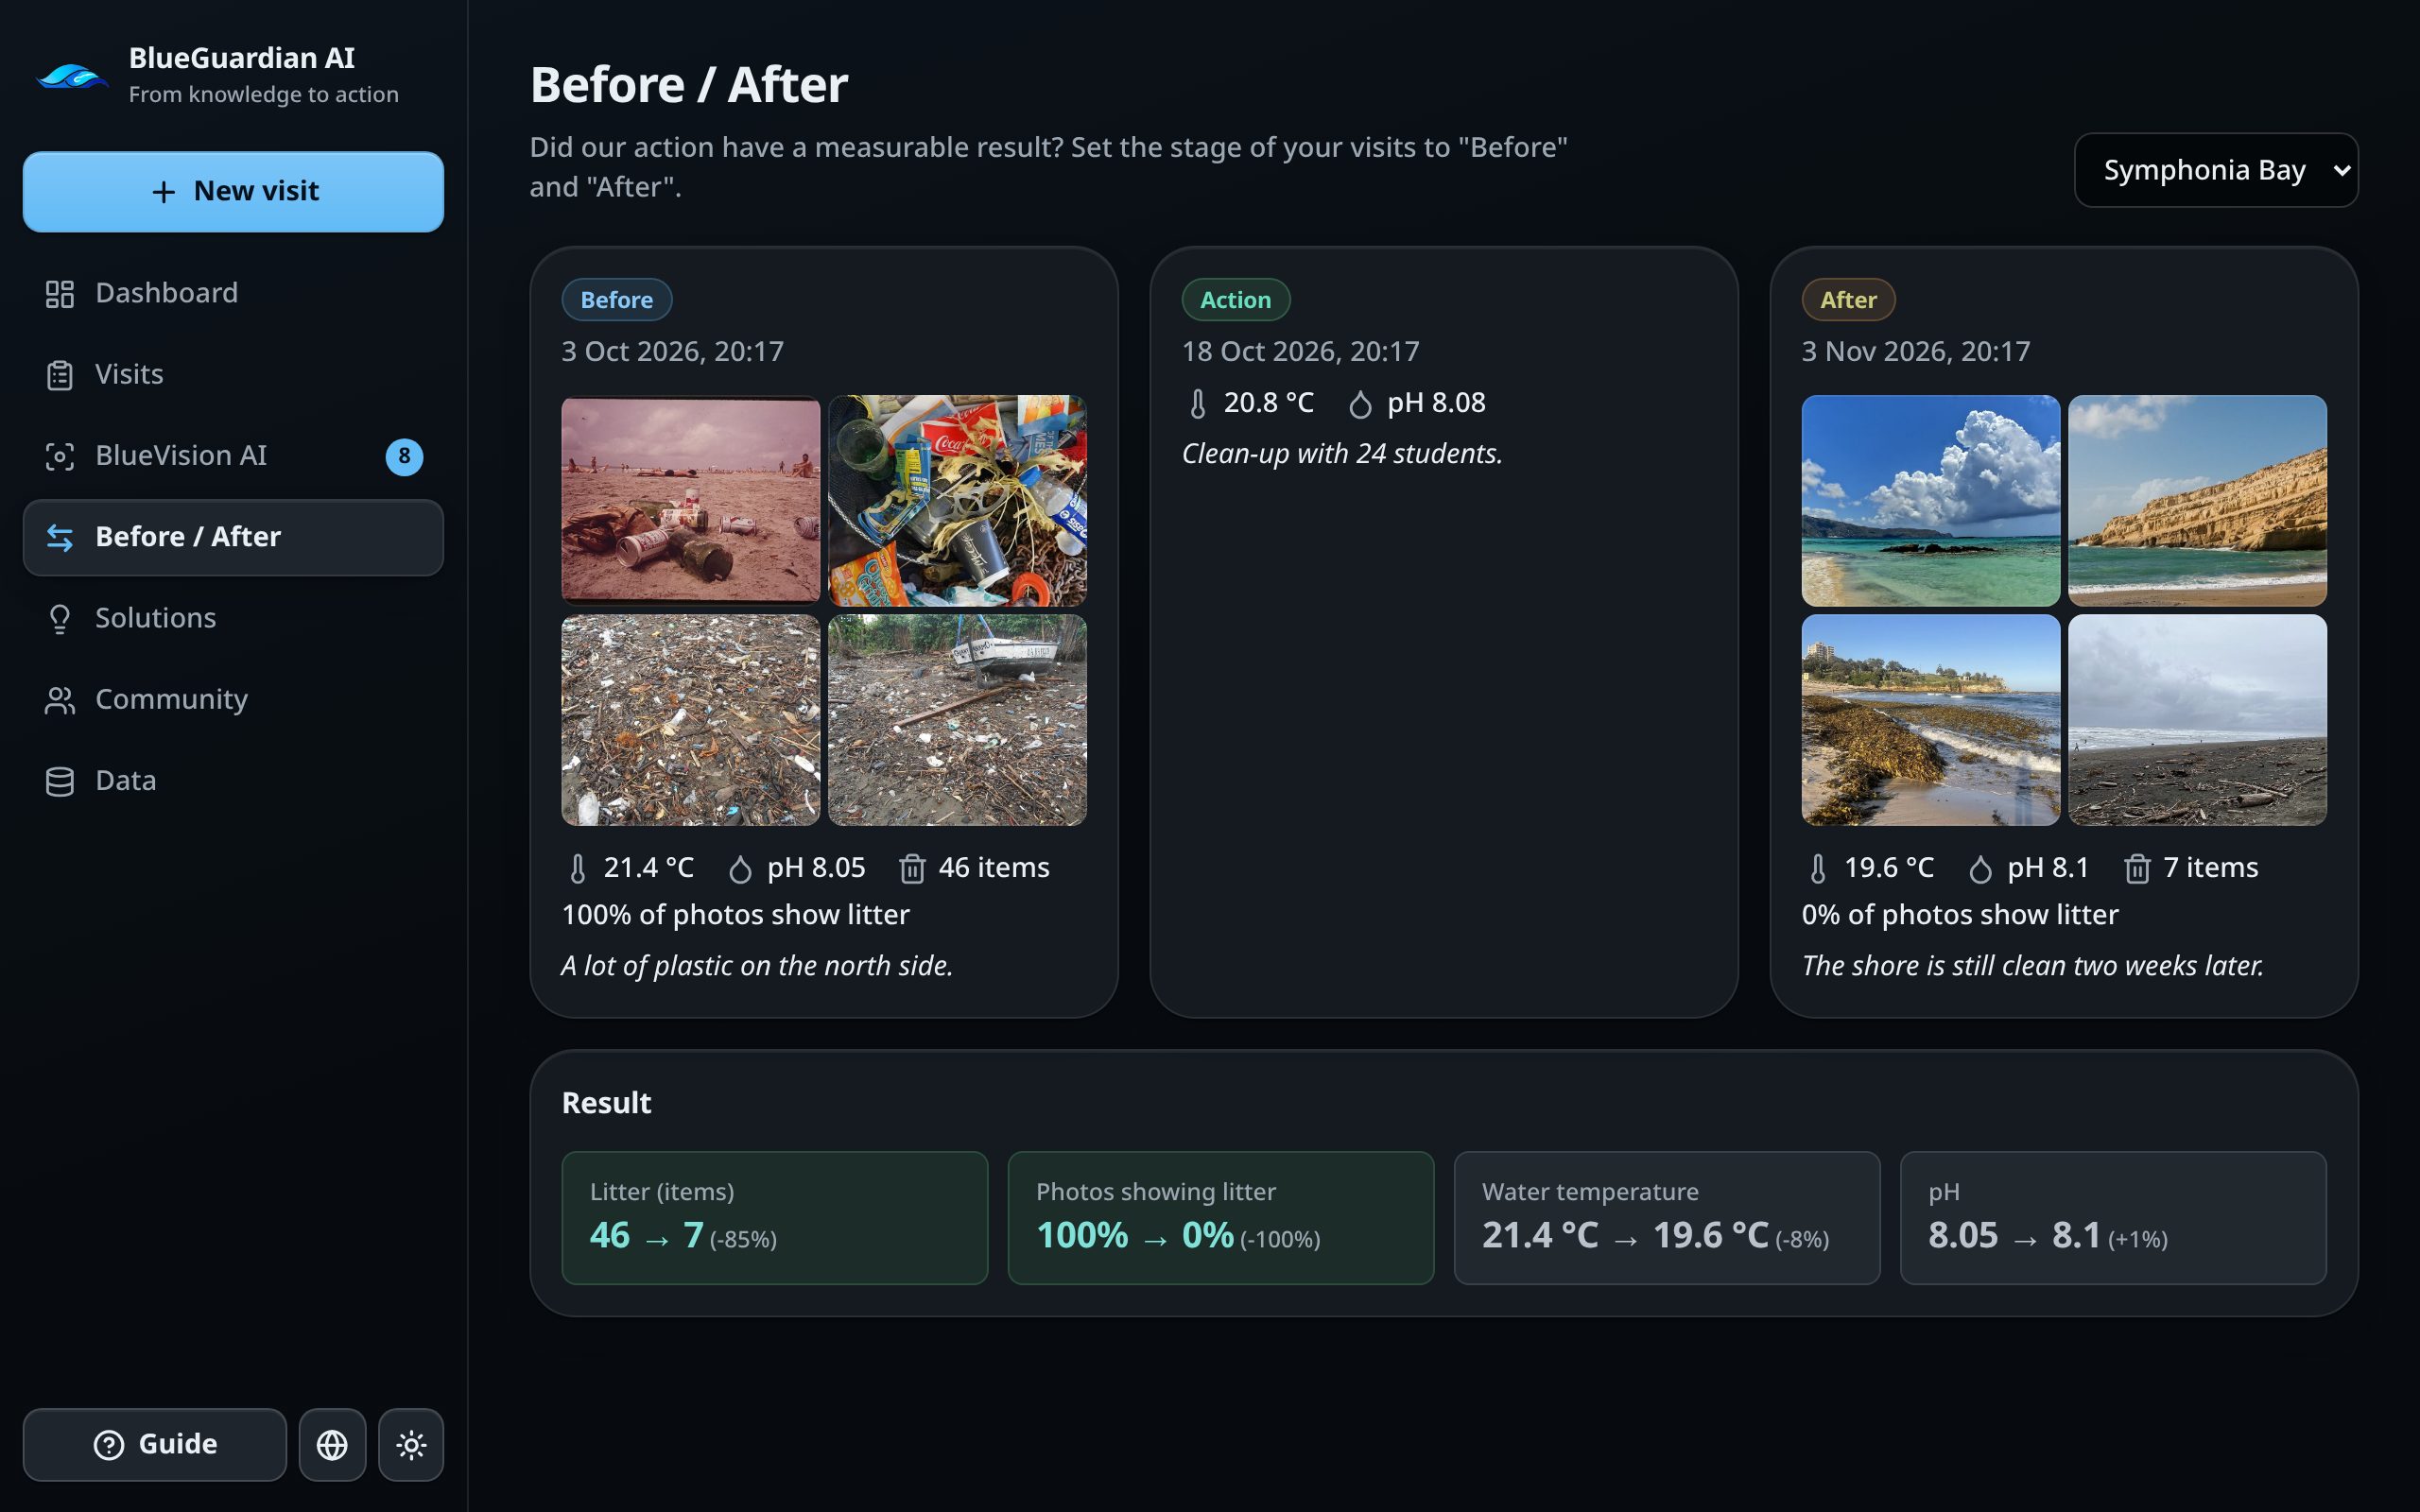 BlueGuardian AI
From knowledge to action
New visit
Dashboard
Visits
BlueVision AI
8
Before / After
Solutions
Community
Data
Guide
Before / After
Did our action have a measurable result? Set the stage of your visits to "Before"
and "After".
Symphonia Bay
Before
3 Oct 2026, 20:17
Coca-Cola
21.4 °C pH 8.05 46 items
100% of photos show litter
A lot of plastic on the north side.
Action
18 Oct 2026, 20:17
20.8 °C pH 8.08
Clean-up with 24 students.
After
3 Nov 2026, 20:17
19.6 °C pH 8.1 7 items
0% of photos show litter
The shore is still clean two weeks later.
Result
Litter (items)
46 → 7 (-85%)
Photos showing litter
100% → 0% (-100%)
Water temperature
21.4 °C → 19.6 °C (-8%)
pH
8.05 → 8.1 (+1%)